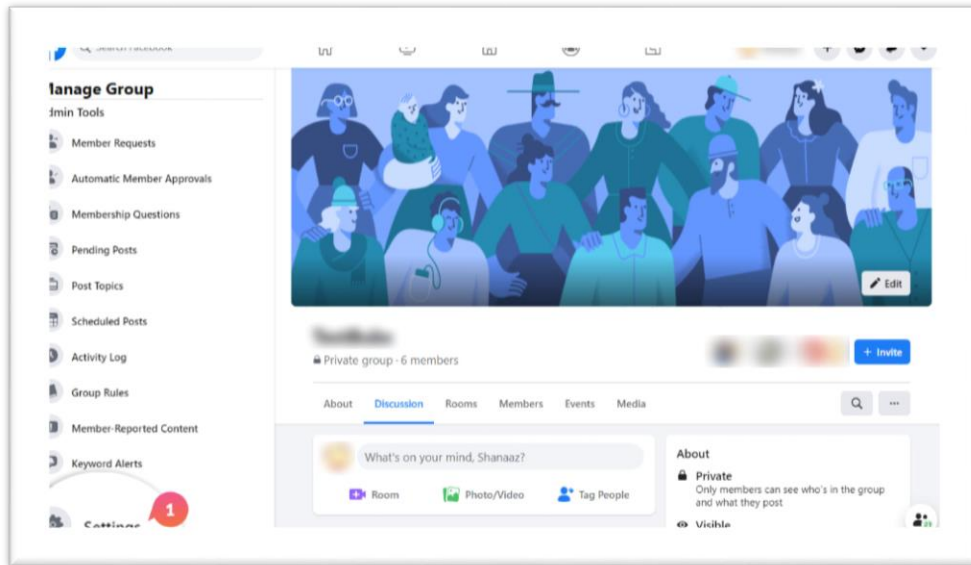 Search Facebook
Manage Group
Admin Tools
Member Requests
Automatic Member Approvals
Membership Questions
Pending Posts
Post Topics
Scheduled Posts
Activity Log
Group Rules
Member-Reported Content
Keyword Alerts
Settings
1
Edit
Private group · 6 members
+ Invite
About Discussion Rooms Members Events Media
What's on your mind, Shanaaz?
Room Photo/Video Tag People
About
Private
Only members can see who's in the group
and what they post
Visible